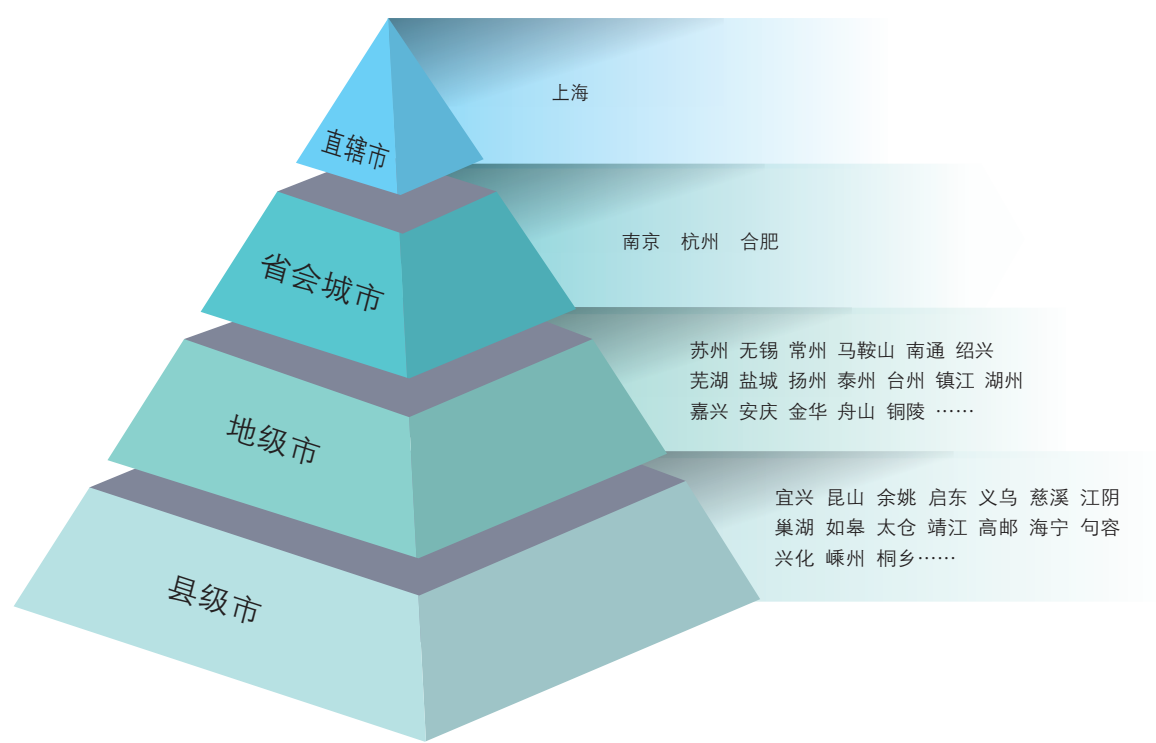 直辖市
上海
省会城市
南京 杭州 合肥
地级市
苏州 无锡 常州 马鞍山 南通 绍兴
芜湖 盐城 扬州 泰州 台州 镇江 湖州
嘉兴 安庆 金华 舟山 铜陵 ……
县级市
宜兴 昆山 余姚 启东 义乌 慈溪 江阴
巢湖 如皋 太仓 靖江 高邮 海宁 句容
兴化 嵊州 桐乡……